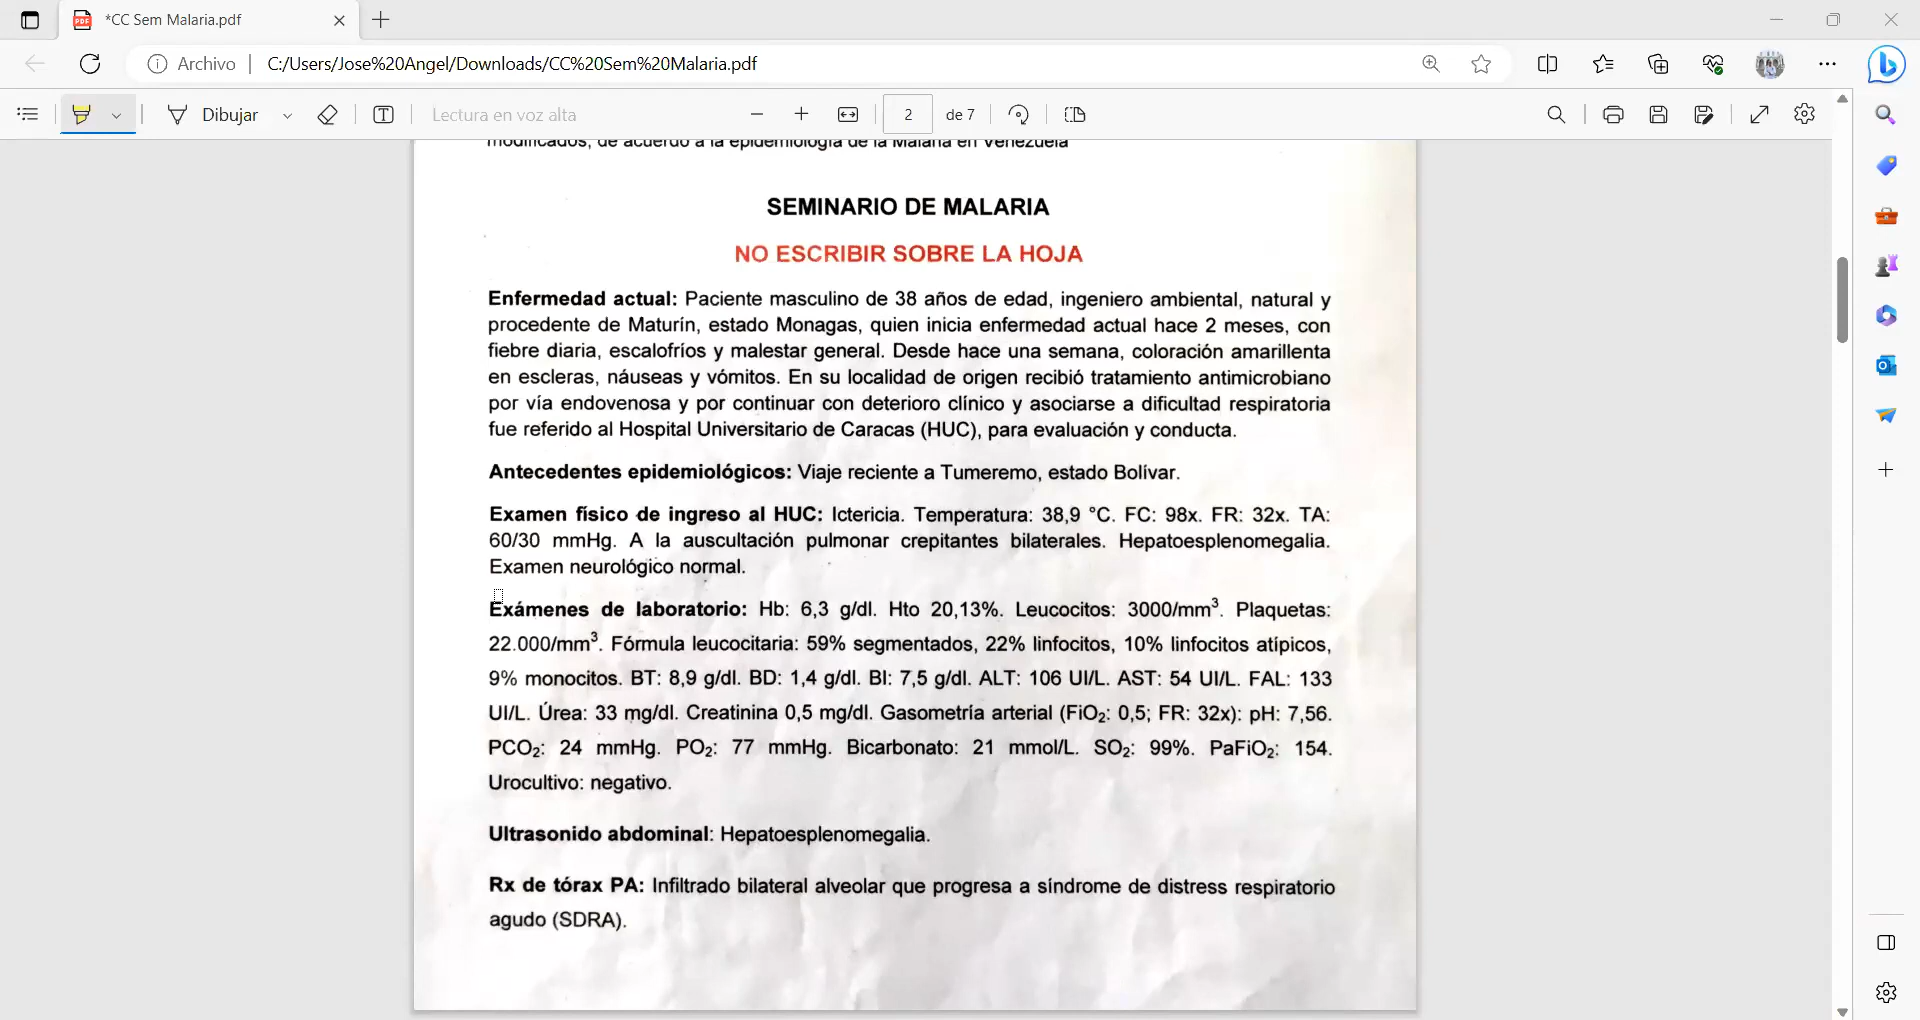 *CC Sem Malaria.pdf
Archivo | C:/Users/Jose%20Angel/Downloads/CC%20Sem%20Malaria.pdf
Dibujar Lectura en voz alta 2 de 7
modificados, de acuerdo a la epidemiología de la Malaria en Venezuela
SEMINARIO DE MALARIA
NO ESCRIBIR SOBRE LA HOJA
Enfermedad actual: Paciente masculino de 38 años de edad, ingeniero ambiental, natural y
procedente de Maturín, estado Monagas, quien inicia enfermedad actual hace 2 meses, con
fiebre diaria, escalofríos y malestar general. Desde hace una semana, coloración amarillenta
en escleras, náuseas y vómitos. En su localidad de origen recibió tratamiento antimicrobiano
por vía endovenosa y por continuar con deterioro clínico y asociarse a dificultad respiratoria
fue referido al Hospital Universitario de Caracas (HUC), para evaluación y conducta.
Antecedentes epidemiológicos: Viaje reciente a Tumeremo, estado Bolívar.
Examen físico de ingreso al HUC: Ictericia. Temperatura: 38,9 °C. FC: 98x. FR: 32x. TA:
60/30 mmHg. A la auscultación pulmonar crepitantes bilaterales. Hepatoesplenomegalia.
Examen neurológico normal.
Exámenes de laboratorio: Hb: 6,3 g/dl. Hto 20,13%. Leucocitos: 3000/mm³. Plaquetas:
22.000/mm³. Fórmula leucocitaria: 59% segmentados, 22% linfocitos, 10% linfocitos atípicos,
9% monocitos. BT: 8,9 g/dl. BD: 1,4 g/dl. BI: 7,5 g/dl. ALT: 106 UI/L. AST: 54 UI/L. FAL: 133
UI/L. Úrea: 33 mg/dl. Creatinina 0,5 mg/dl. Gasometría arterial (FiO₂: 0,5; FR: 32x): pH: 7,56.
PCO₂: 24 mmHg. PO₂: 77 mmHg. Bicarbonato: 21 mmol/L. SO₂: 99%. PaFiO₂: 154.
Urocultivo: negativo.
Ultrasonido abdominal: Hepatoesplenomegalia.
Rx de tórax PA: Infiltrado bilateral alveolar que progresa a síndrome de distress respiratorio
agudo (SDRA).